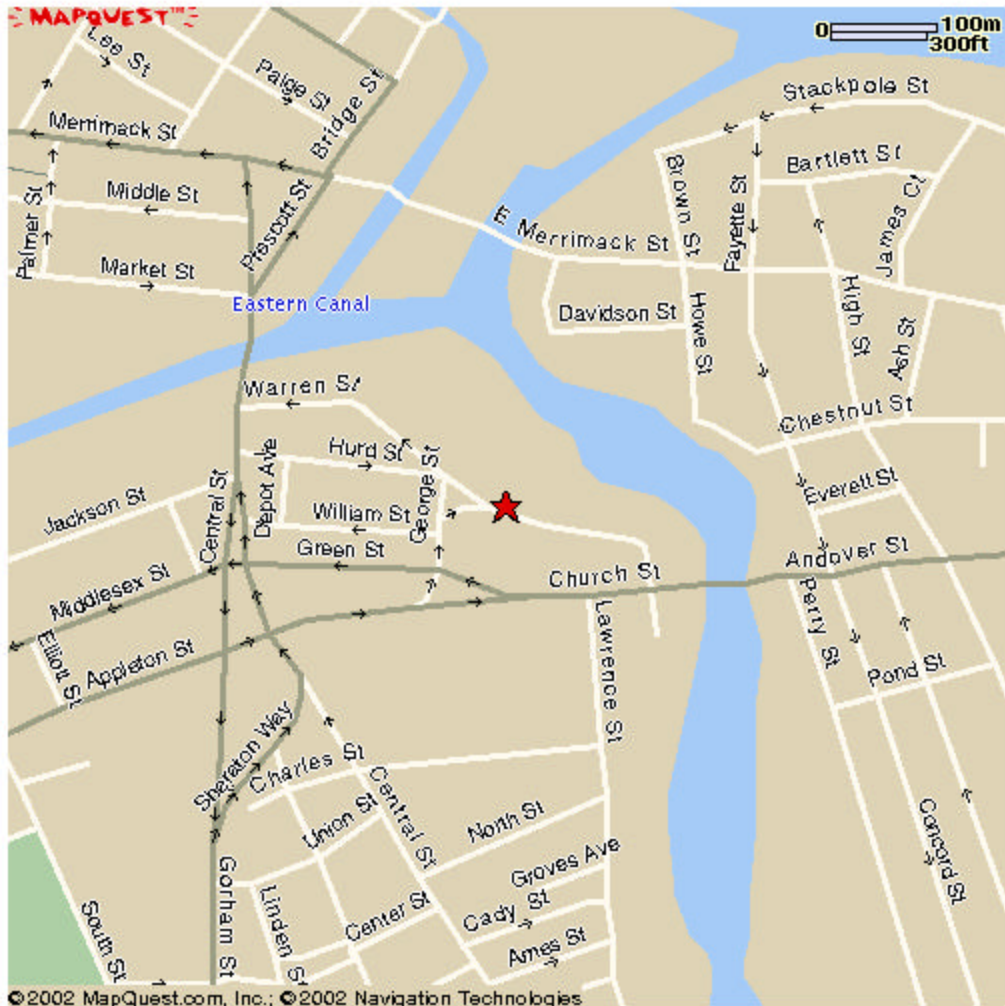 MAPQUEST™
0 100m
300ft
Lee St
Paige S
Bridge St
Stackpole St
Merrimack St
Bartlett St
Middle St
Palmer St
Prescott St
Brown St
Fayette St
James Ct
E Merrimack St
Market St
Eastern Canal
Davidson St
Howe St
High St
Ash St
Warren St
Chestnut St
Hurd St
George St
Depot Ave
Central St
Jackson St
William St
Everett St
Green St
Andover St
Middlesex St
Church St
Perry St
Elliott St
Appleton St
Lawrence St
Pond St
Sheraton Way
Charles St
Central St
Union St
North St
Concord St
Groves Ave
Gorham St
Linden St
Center St
Cady St
South St
Ames St
©2002 MapQuest.com, Inc.; ©2002 Navigation Technologies